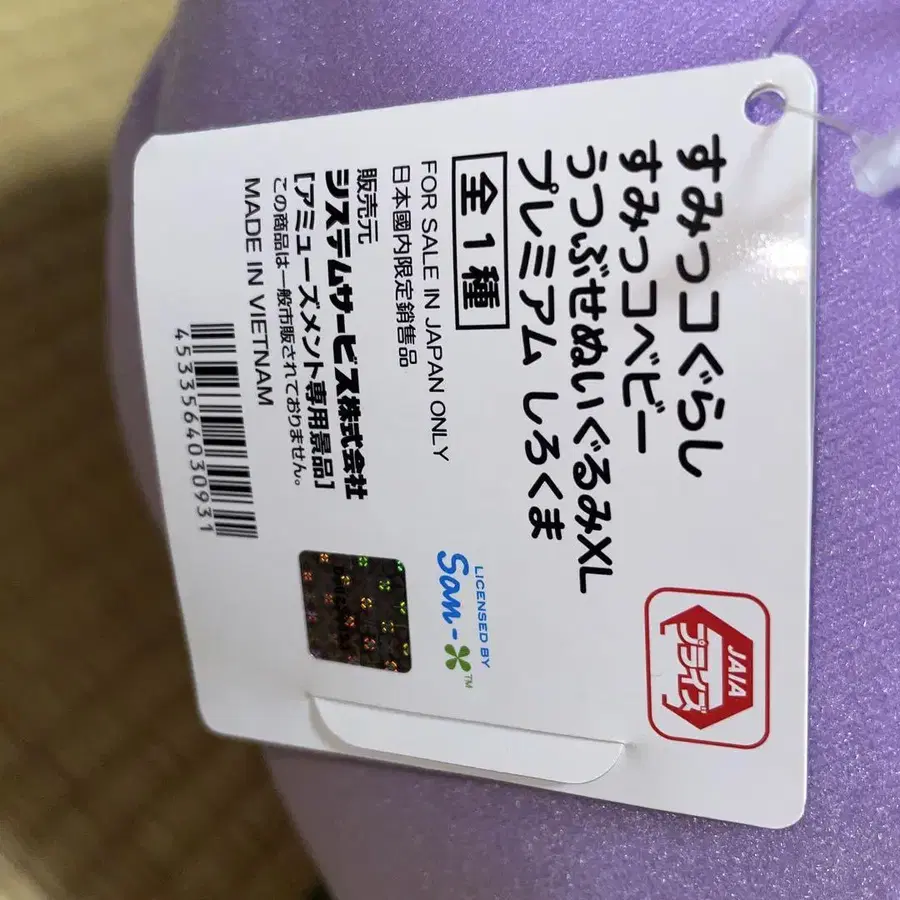 すみっコぐらし
すみっコベビー
うつぶせぬいぐるみXL
プレミアム しろくま
全1種
FOR SALE IN JAPAN ONLY
日本國内限定銷售品
販売元
システムサービス株式会社
[アミューズメント専用景品]
この商品は一般市販されておりません。
MADE IN VIETNAM
4533564030931
JAIA
プライズ
LICENSED BY
San-X™